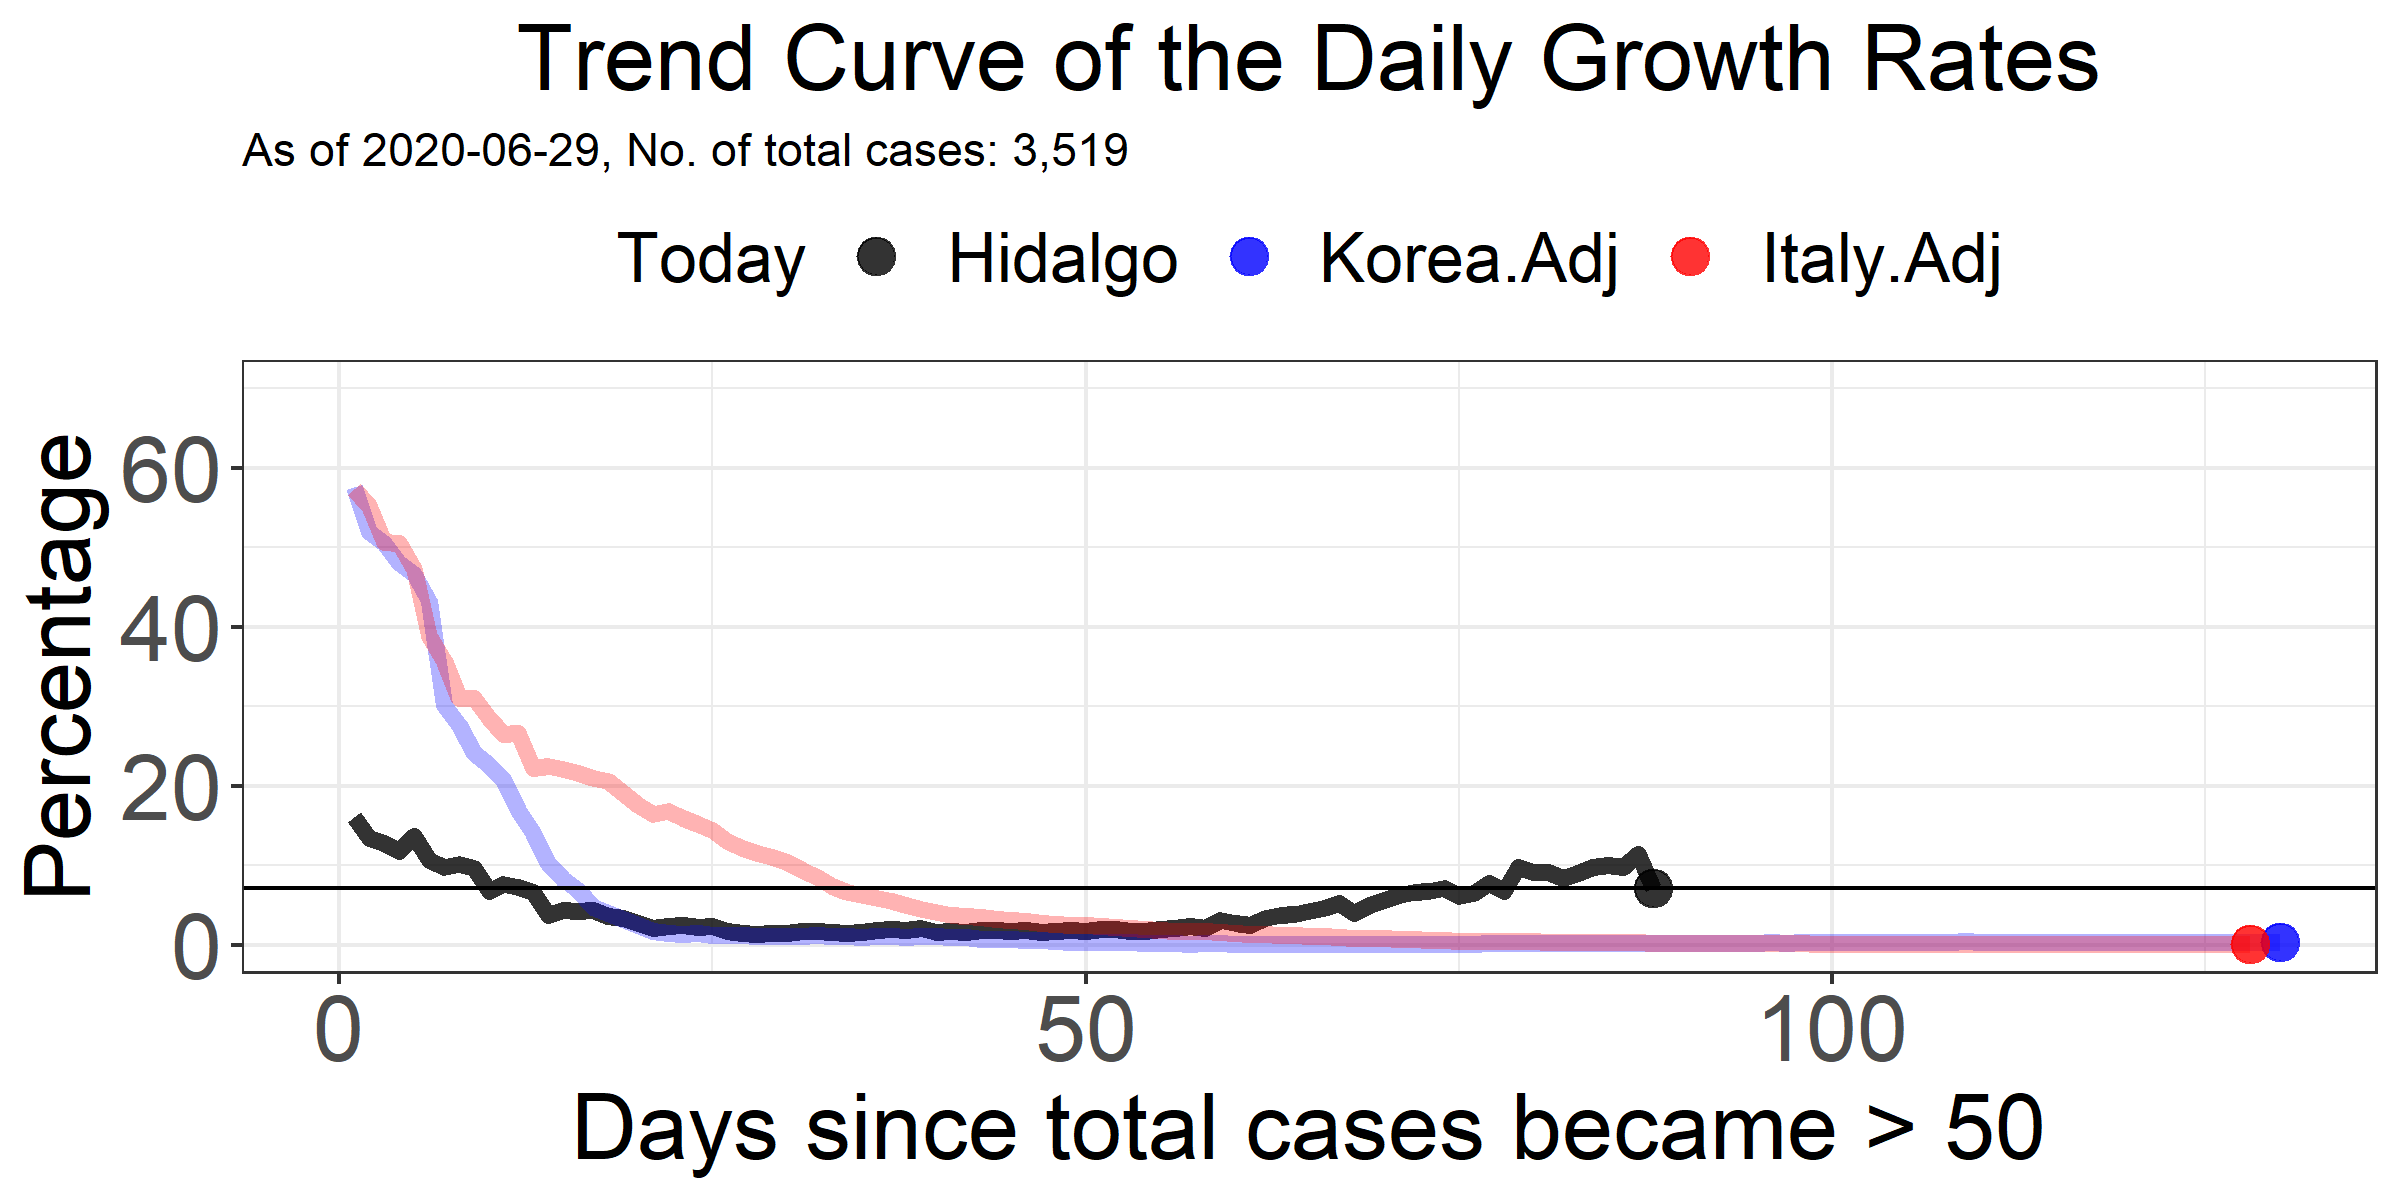 Trend Curve of the Daily Growth Rates
As of 2020-06-29, No. of total cases: 3,519
Today Hidalgo Korea.Adj Italy.Adj
Percentage
60
40
20
0
0 50 100
Days since total cases became > 50